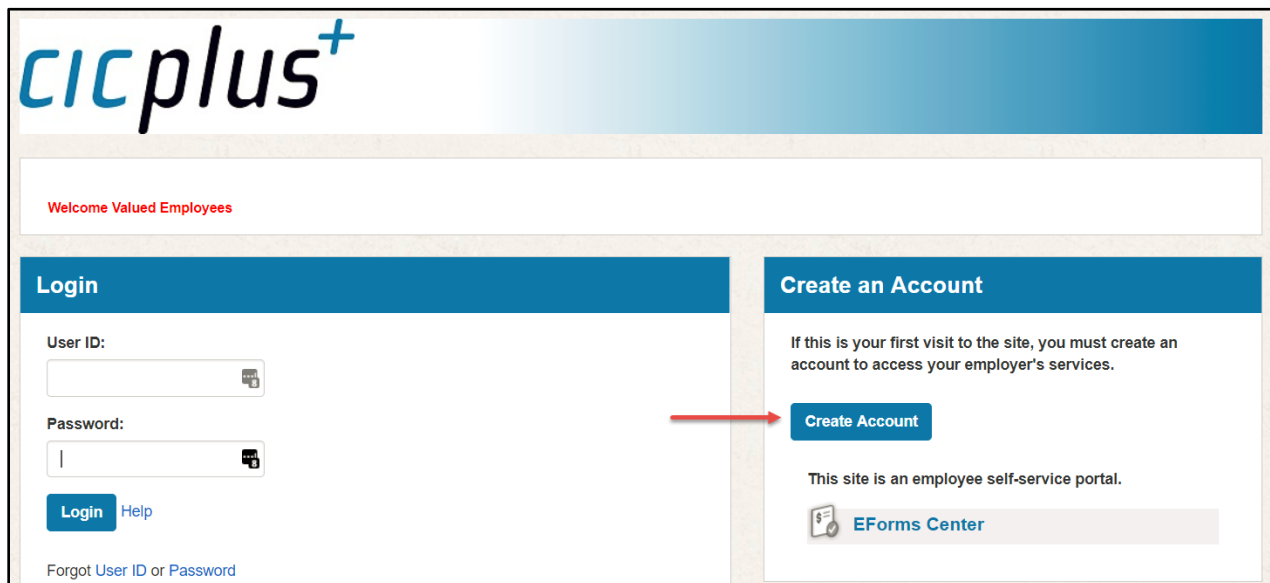 cicplus+
Welcome Valued Employees
Login
User ID:
Password:
Login Help
Forgot User ID or Password
Create an Account
If this is your first visit to the site, you must create an
account to access your employer's services.
Create Account
This site is an employee self-service portal.
EForms Center